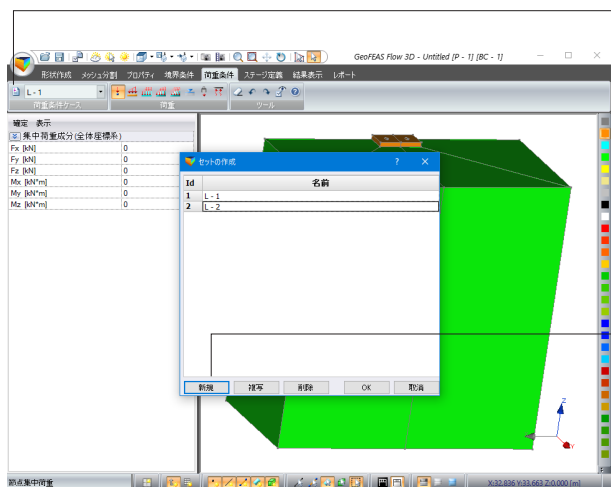 GeoFEAS Flow 3D - Untitled [P - 1] [BC - 1]
形状作成 メッシュ分割 プロパティ 境界条件 荷重条件 ステージ定義 結果表示 レポート
L - 1
荷重条件ケース 荷重 ツール
確定 表示
集中荷重成分(全体座標系)
Fx [kN] 0
Fy [kN] 0
Fz [kN] 0
Mx [kN*m] 0
My [kN*m] 0
Mz [kN*m] 0
セットの作成 ?
Id 名前
1 L - 1
2 L - 2
新規 複写 削除 OK 取消
Z
Y
節点集中荷重 X:32.836 Y:33.663 Z:0.000 [m]